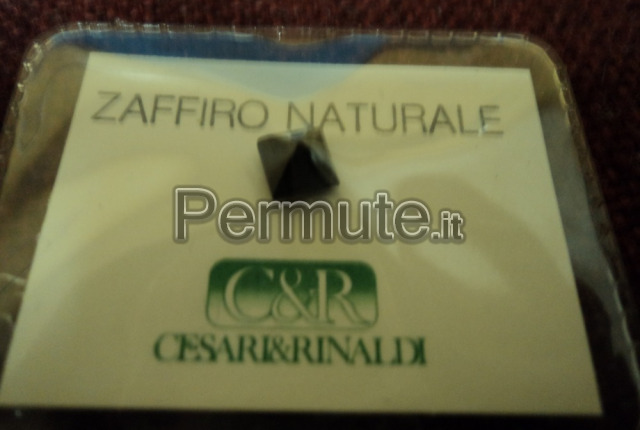 ZAFFIRO NATURALE
Permute.it
C&R
CESARI&RINALDI